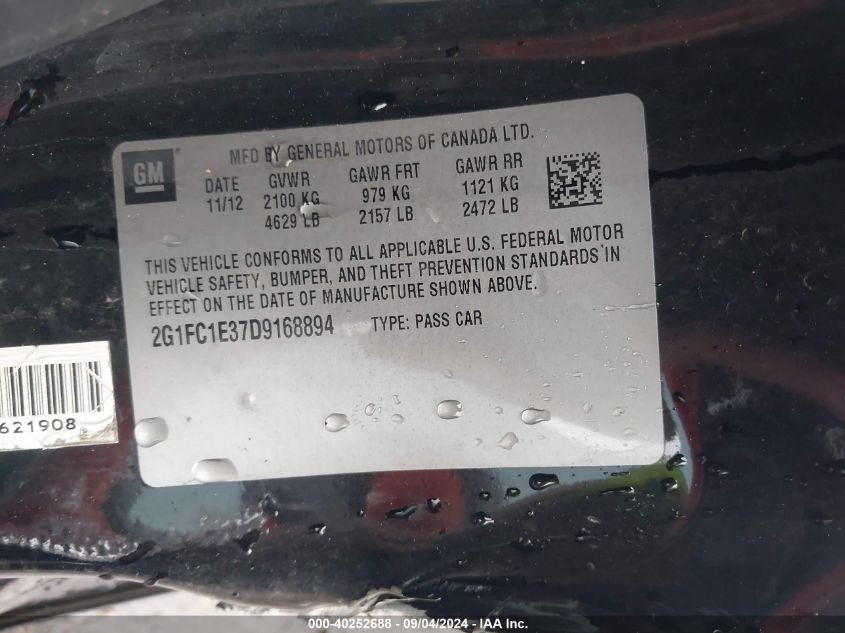 GM
MFD BY GENERAL MOTORS OF CANADA LTD.
DATE GVWR GAWR FRT GAWR RR
11/12 2100 KG 979 KG 1121 KG
4629 LB 2157 LB 2472 LB
THIS VEHICLE CONFORMS TO ALL APPLICABLE U.S. FEDERAL MOTOR
VEHICLE SAFETY, BUMPER, AND THEFT PREVENTION STANDARDS IN
EFFECT ON THE DATE OF MANUFACTURE SHOWN ABOVE.
2G1FC1E37D9168894 TYPE: PASS CAR
621908
000-40252688 - 09/04/2024 - IAA Inc.